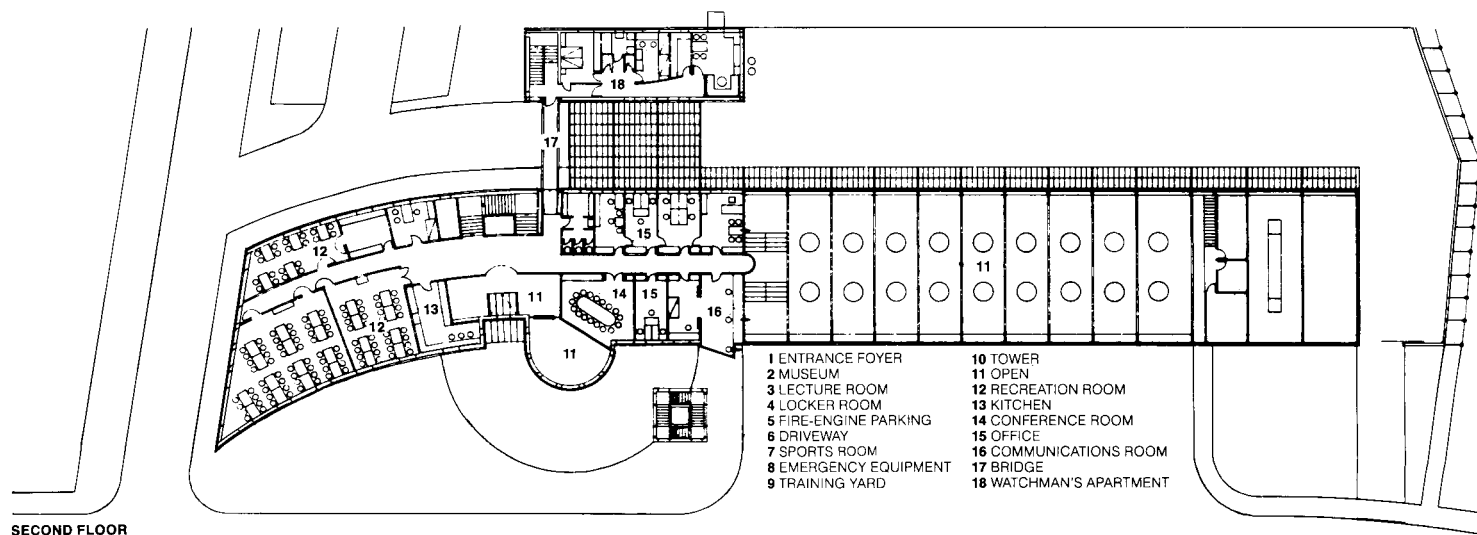 18
17
12
15
11
13
11
14
15
12
16
11
1 ENTRANCE FOYER
2 MUSEUM
3 LECTURE ROOM
4 LOCKER ROOM
5 FIRE-ENGINE PARKING
6 DRIVEWAY
7 SPORTS ROOM
8 EMERGENCY EQUIPMENT
9 TRAINING YARD
10 TOWER
11 OPEN
12 RECREATION ROOM
13 KITCHEN
14 CONFERENCE ROOM
15 OFFICE
16 COMMUNICATIONS ROOM
17 BRIDGE
18 WATCHMAN'S APARTMENT
SECOND FLOOR